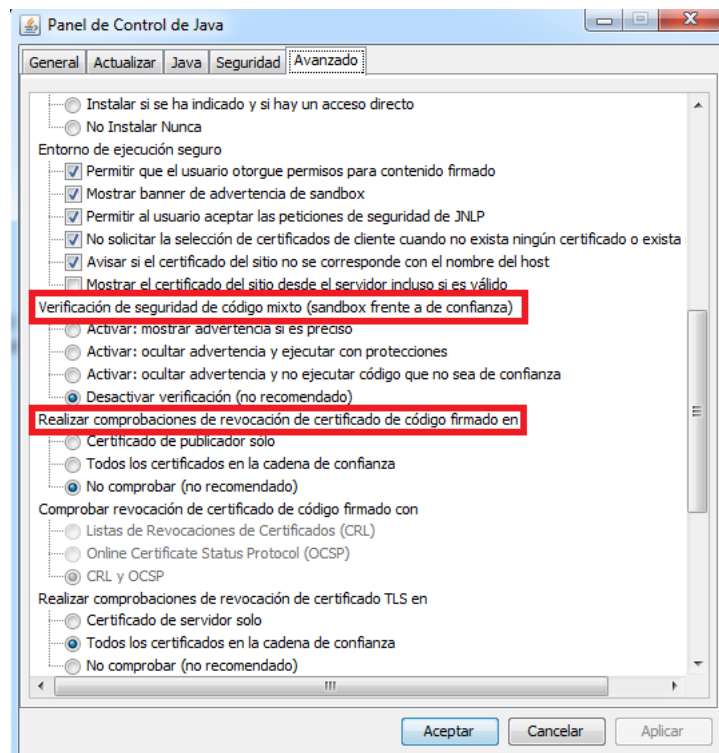 Panel de Control de Java
General Actualizar Java Seguridad Avanzado
Instalar si se ha indicado y si hay un acceso directo
No Instalar Nunca
Entorno de ejecución seguro
Permitir que el usuario otorgue permisos para contenido firmado
Mostrar banner de advertencia de sandbox
Permitir al usuario aceptar las peticiones de seguridad de JNLP
No solicitar la selección de certificados de cliente cuando no exista ningún certificado o exista
Avisar si el certificado del sitio no se corresponde con el nombre del host
Mostrar el certificado del sitio desde el servidor incluso si es válido
Verificación de seguridad de código mixto (sandbox frente a de confianza)
Activar: mostrar advertencia si es preciso
Activar: ocultar advertencia y ejecutar con protecciones
Activar: ocultar advertencia y no ejecutar código que no sea de confianza
Desactivar verificación (no recomendado)
Realizar comprobaciones de revocación de certificado de código firmado en
Certificado de publicador sólo
Todos los certificados en la cadena de confianza
No comprobar (no recomendado)
Comprobar revocación de certificado de código firmado con
Listas de Revocaciones de Certificados (CRL)
Online Certificate Status Protocol (OCSP)
CRL y OCSP
Realizar comprobaciones de revocación de certificado TLS en
Certificado de servidor solo
Todos los certificados en la cadena de confianza
No comprobar (no recomendado)
Aceptar Cancelar Aplicar